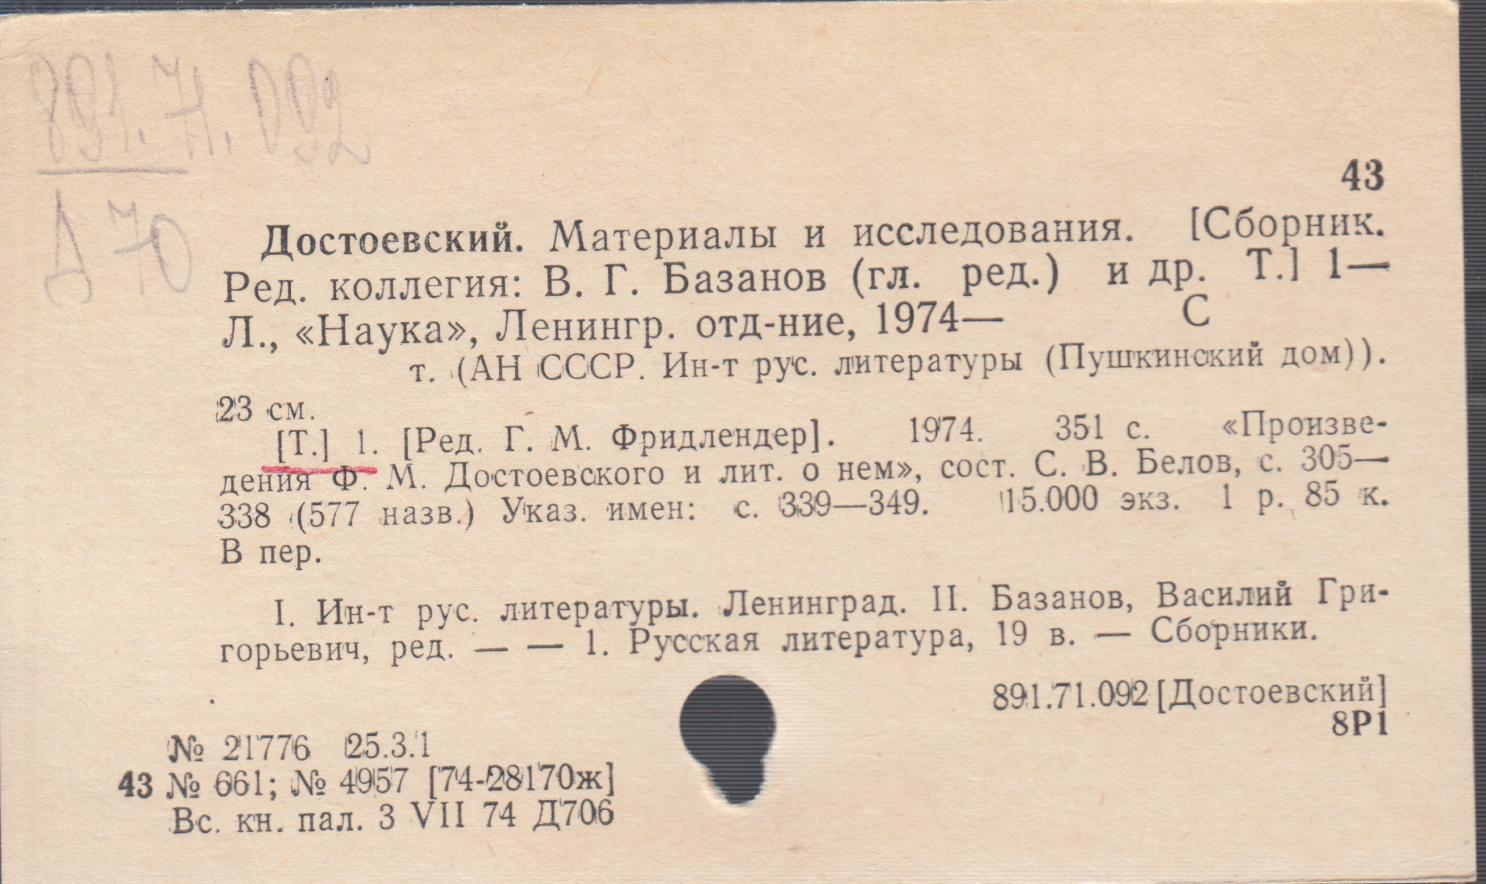 891.71.092
Д 70
43
Достоевский. Материалы и исследования. [Сборник.
Ред. коллегия: В. Г. Базанов (гл. ред.) и др. Т.] 1—
Л., «Наука», Ленингр. отд-ние, 1974— С
т. (АН СССР. Ин-т рус. литературы (Пушкинский дом)).
23 см.
[Т.] 1. [Ред. Г. М. Фридлендер]. 1974. 351 с. «Произве-
дения Ф. М. Достоевского и лит. о нем», сост. С. В. Белов, с. 305—
338 (577 назв.) Указ. имен: с. 339—349. 15.000 экз. 1 р. 85 к.
В пер.
I. Ин-т рус. литературы. Ленинград. II. Базанов, Василий Гри-
горьевич, ред. — — 1. Русская литература, 19 в. — Сборники.
891.71.092 [Достоевский]
8Р1
№ 21776 25.3.1
43 № 661; № 4957 [74-28170ж]
Вс. кн. пал. 3 VII 74 Д706